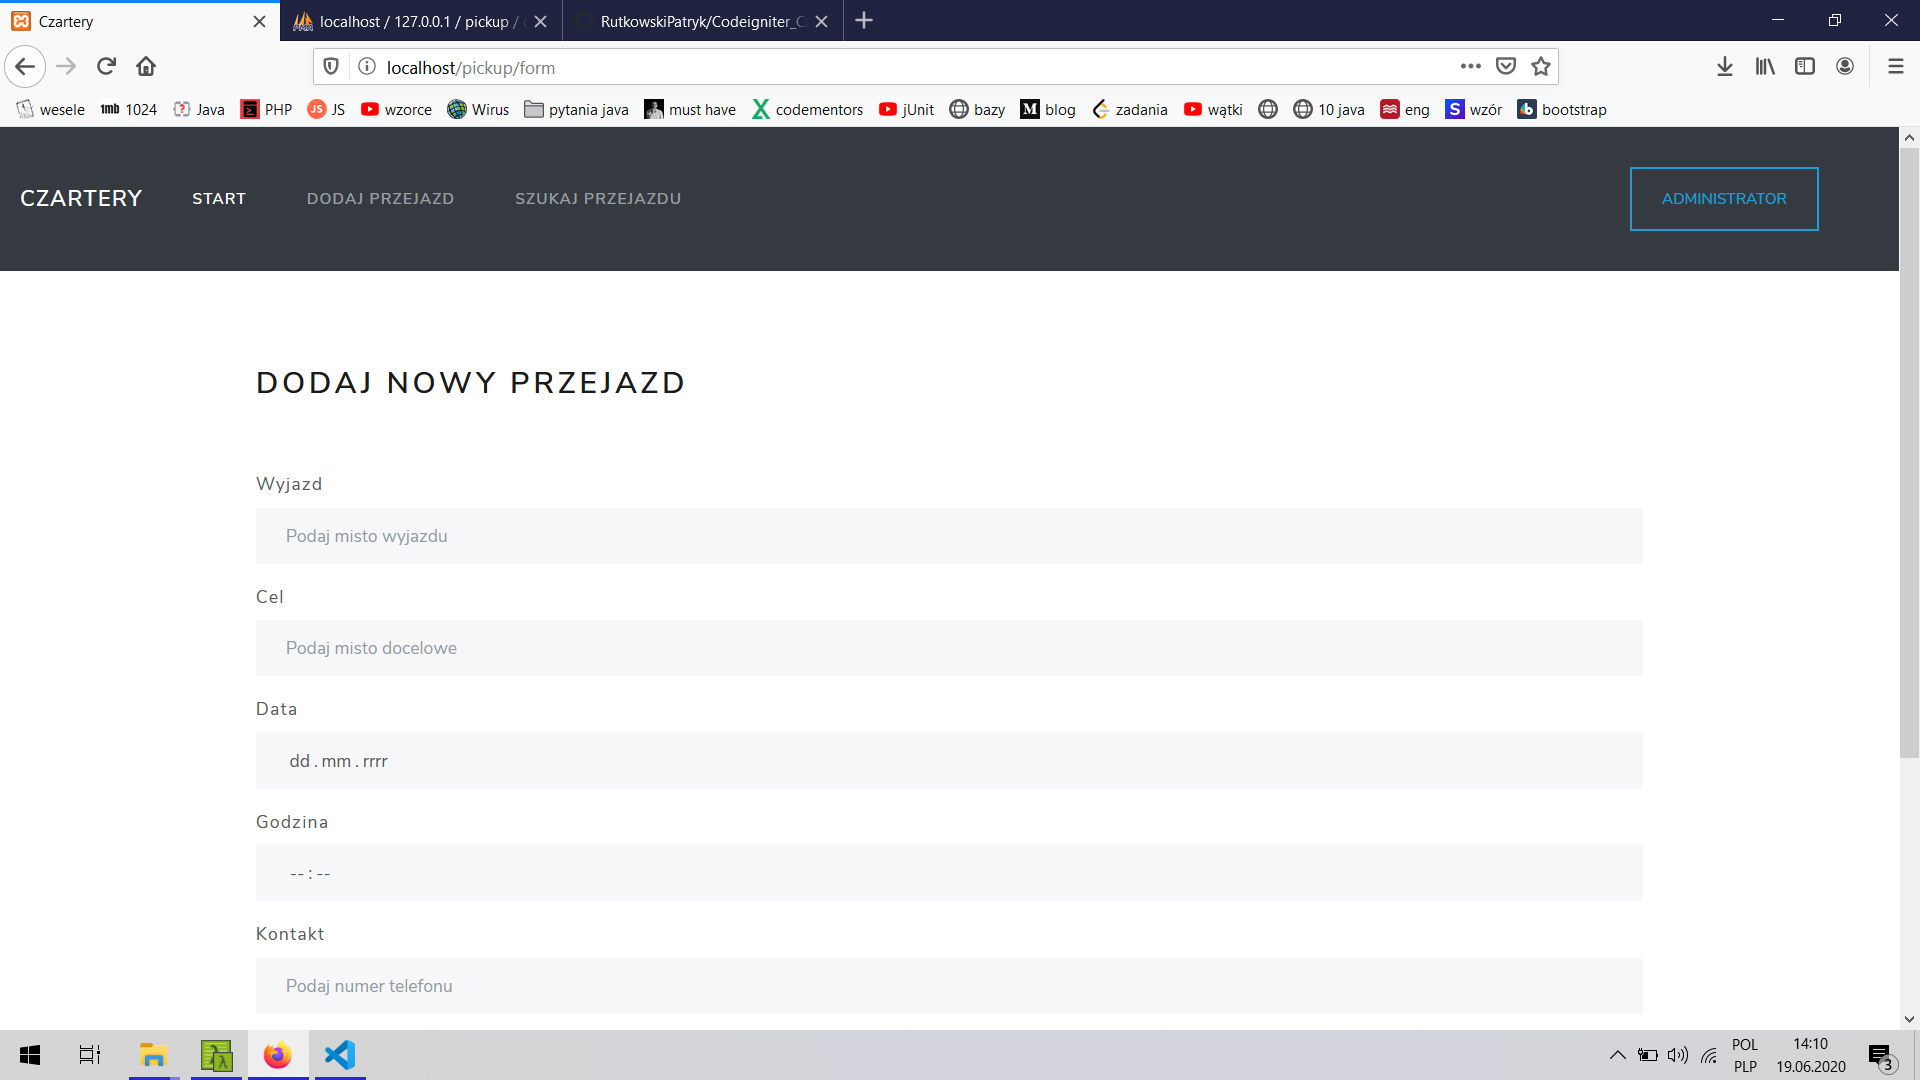 Czartery
localhost / 127.0.0.1 / pickup /
RutkowskiPatryk/Codeigniter_C
localhost/pickup/form
wesele
1mb 1024
Java
PHP
JS JS
wzorce
Wirus
pytania java
must have
codementors
jUnit
bazy
M blog
zadania
wątki
10 java
eng
S wzór
b bootstrap
CZARTERY
START
DODAJ PRZEJAZD
SZUKAJ PRZEJAZDU
ADMINISTRATOR
DODAJ NOWY PRZEJAZD
Wyjazd
Podaj misto wyjazdu
Cel
Podaj misto docelowe
Data
dd . mm . rrrr
Godzina
-- : --
Kontakt
Podaj numer telefonu
POL
PLP
14:10
19.06.2020
3